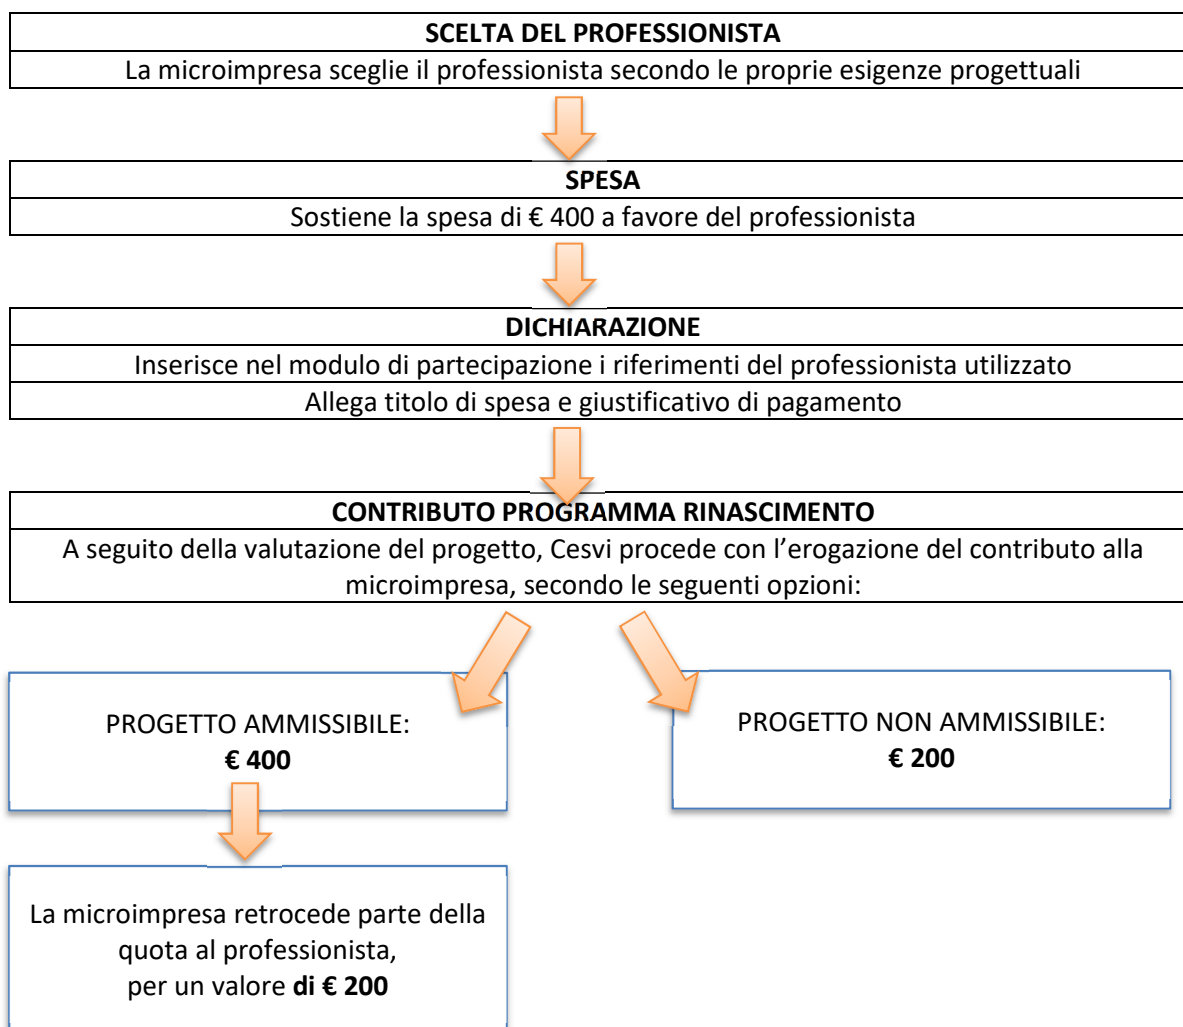 SCELTA DEL PROFESSIONISTA
La microimpresa sceglie il professionista secondo le proprie esigenze progettuali
SPESA
Sostiene la spesa di € 400 a favore del professionista
DICHIARAZIONE
Inserisce nel modulo di partecipazione i riferimenti del professionista utilizzato
Allega titolo di spesa e giustificativo di pagamento
CONTRIBUTO PROGRAMMA RINASCIMENTO
A seguito della valutazione del progetto, Cesvi procede con l’erogazione del contributo alla
microimpresa, secondo le seguenti opzioni:
PROGETTO AMMISSIBILE:
€ 400
PROGETTO NON AMMISSIBILE:
€ 200
La microimpresa retrocede parte della
quota al professionista,
per un valore di € 200